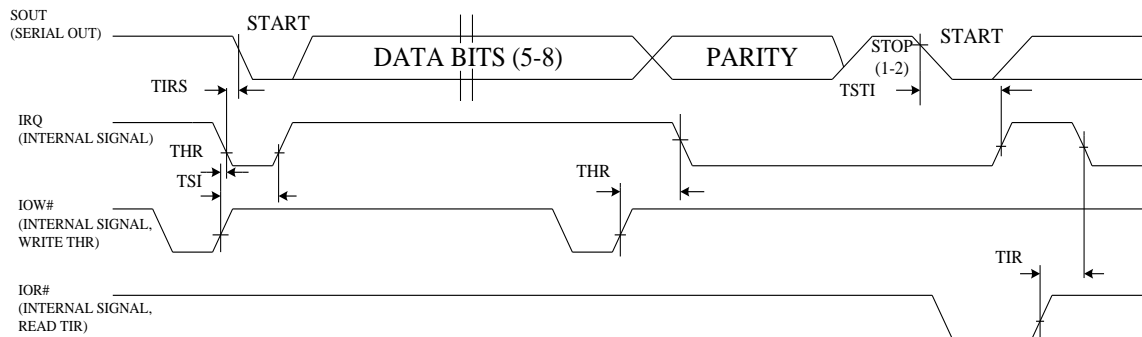 SOUT
(SERIAL OUT)
START
DATA BITS (5-8)
PARITY
STOP
(1-2)
START
TIRS
TSTI
IRQ
(INTERNAL SIGNAL)
THR
TSI
THR
IOW#
(INTERNAL SIGNAL,
WRITE THR)
TIR
IOR#
(INTERNAL SIGNAL,
READ TIR)